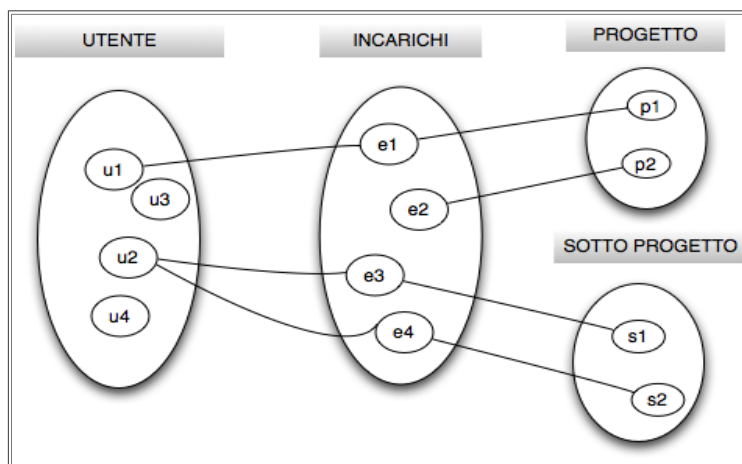 UTENTE
INCARICHI
PROGETTO
u1
u3
u2
u4
e1
e2
e3
e4
p1
p2
SOTTO PROGETTO
s1
s2